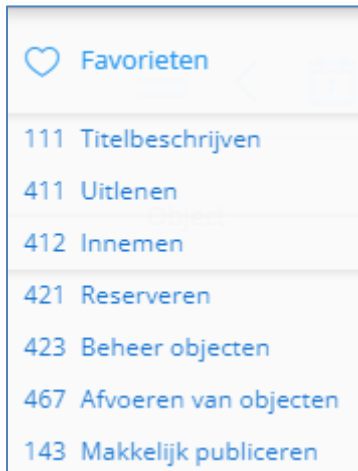 Favorieten
111 Titelbeschrijven
411 Uitlenen
412 Innemen
421 Reserveren
423 Beheer objecten
467 Afvoeren van objecten
143 Makkelijk publiceren